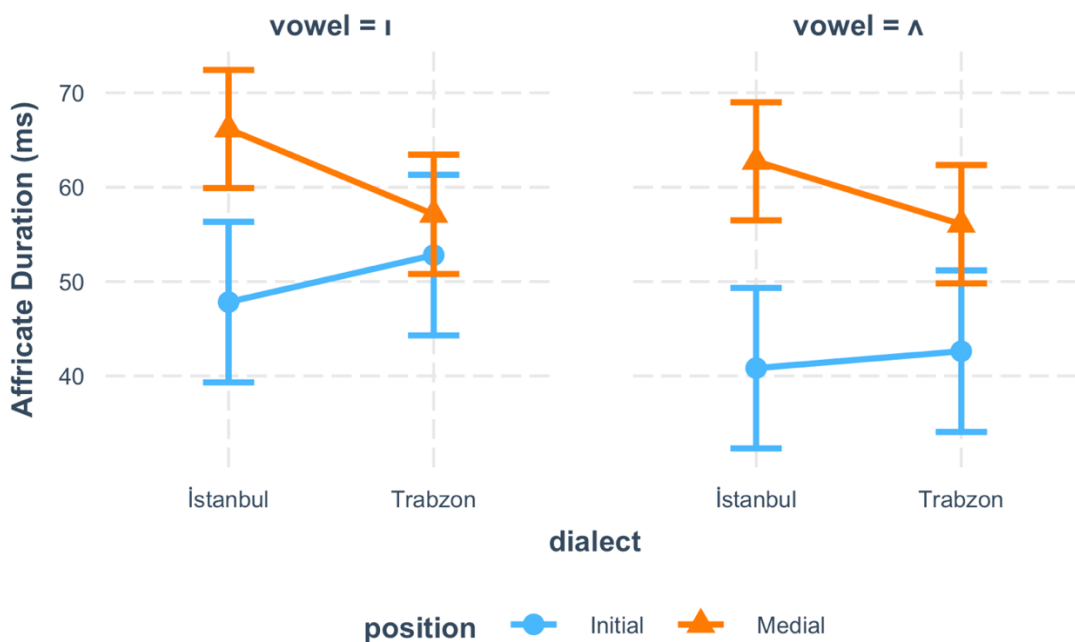 vowel = ı
vowel = ʌ
Affricate Duration (ms)
70
60
50
40
İstanbul
Trabzon
İstanbul
Trabzon
dialect
position
Initial
Medial